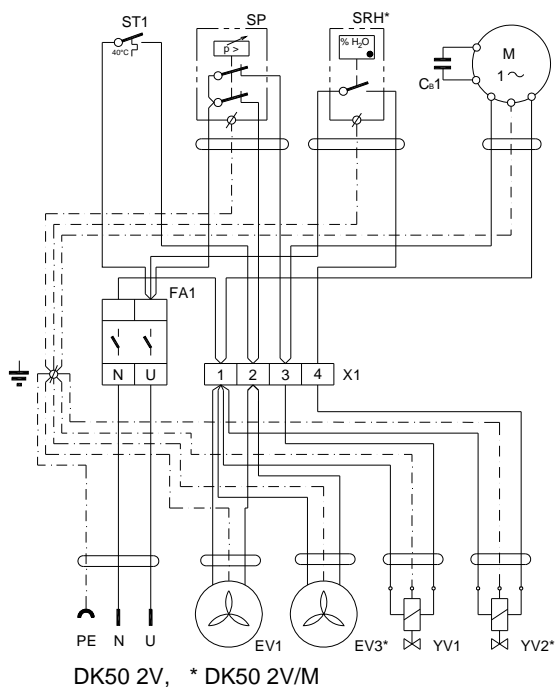 ST1 SP SRH*
40°C p > % H₂O M
1~
CB1
FA1
N U 1 2 3 4 X1
PE N U EV1 EV3* YV1 YV2*
DK50 2V, * DK50 2V/M